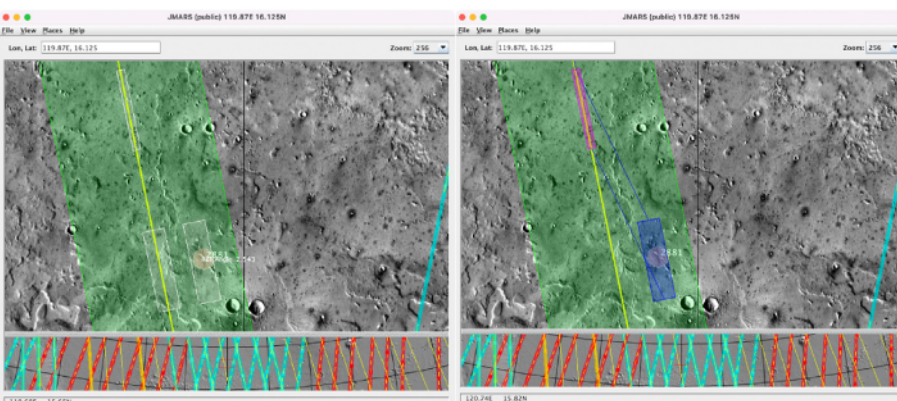 JMARS (public) 119.87E 16.125N
File View Places Help
Lon, Lat: 119.87E, 16.125
Zoom: 256
JMARS (public) 119.87E 16.125N
File View Places Help
Lon, Lat: 119.87E, 16.125
Zoom: 256
2881
120.74E 15.82N